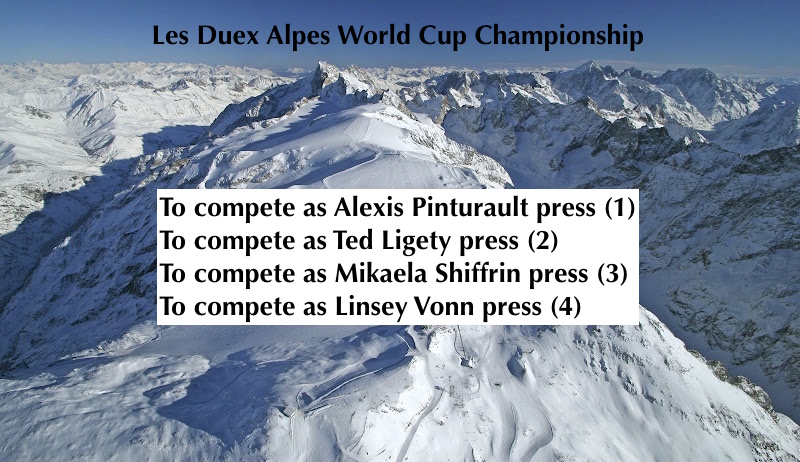 Les Duex Alpes World Cup Championship
To compete as Alexis Pinturault press (1)
To compete as Ted Ligety press (2)
To compete as Mikaela Shiffrin press (3)
To compete as Linsey Vonn press (4)